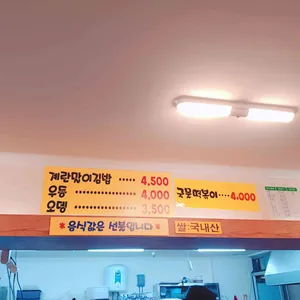 계란말이김밥 ······ 4,500
우동 ······ 4,000
오뎅 ······ 3,500
국물떡볶이 ···· 4,000
* 음식값은 선불입니다 *
쌀:국내산